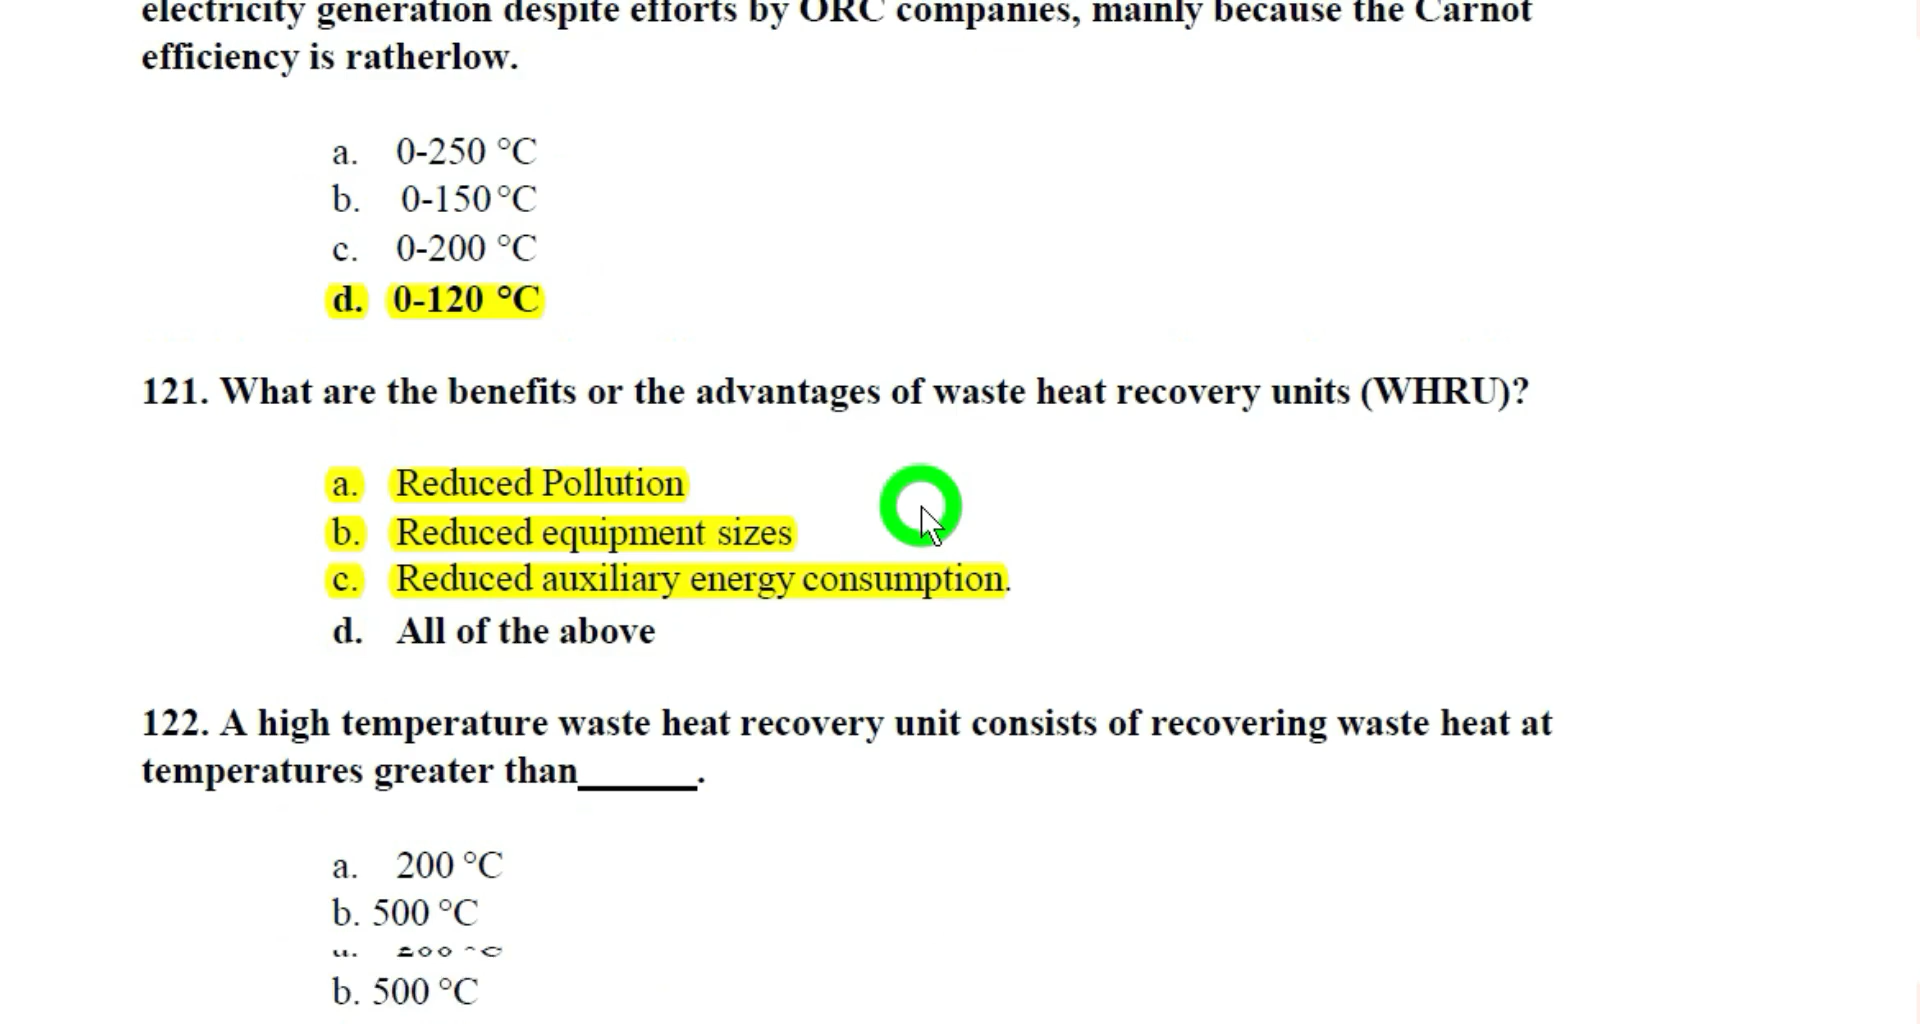 electricity generation despite efforts by ORC companies, mainly because the Carnot
efficiency is ratherlow.
a. 0-250 °C
b. 0-150°C
c. 0-200 °C
d. 0-120 °C
121. What are the benefits or the advantages of waste heat recovery units (WHRU)?
a. Reduced Pollution
b. Reduced equipment sizes
c. Reduced auxiliary energy consumption.
d. All of the above
122. A high temperature waste heat recovery unit consists of recovering waste heat at
temperatures greater than______.
a. 200 °C
b. 500 °C
b. 500 °C